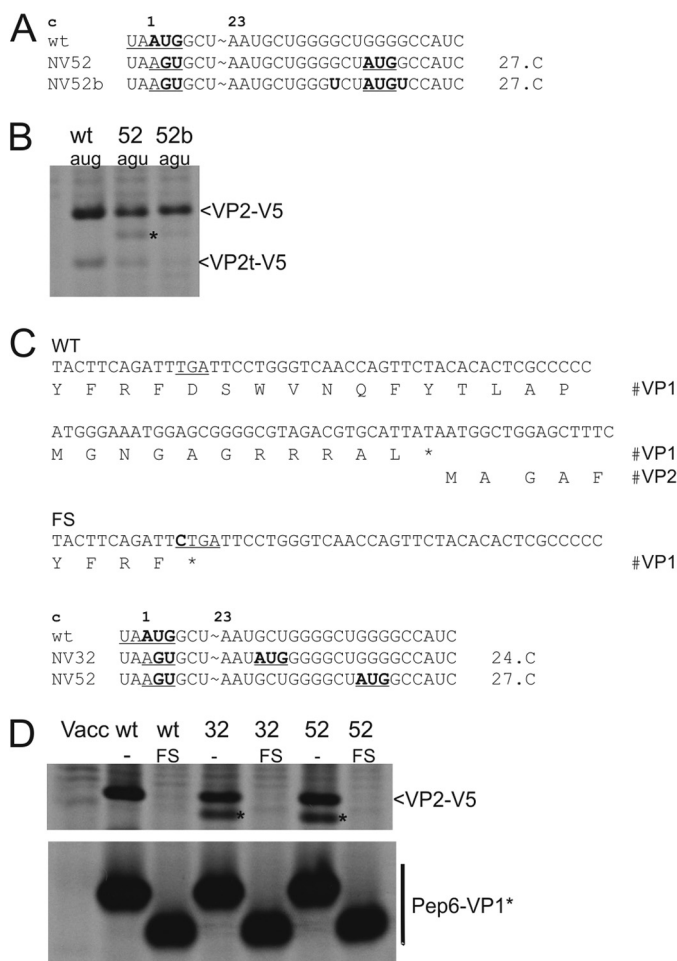 A
c 1 23
wt UAAUGGCU~AAUGCUGGGGCUGGGGCCAUC
NV52 UAAGUGCU~AAUGCUGGGGCUAUGGCCAUC 27.C
NV52b UAAGUGCU~AAUGCUGGGUCUAUGUCCAUC 27.C
B
wt 52 52b
aug agu agu
<VP2-V5
*
<VP2t-V5
C
WT
TACTTCAGATTTGATTCCTGGGTCAACCAGTTCTACACACTCGCCCCC
Y F R F D S W V N Q F Y T L A P #VP1
ATGGGAAATGGAGCGGGGCGTAGACGTGCATTATAATGGCTGGAGCTTTC
M G N G A G R R R A L * #VP1
M A G A F #VP2
FS
TACTTCAGATTCTGATTCCTGGGTCAACCAGTTCTACACACTCGCCCCC
Y F R F * #VP1
c 1 23
wt UAAUGGCU~AAUGCUGGGGCUGGGGCCAUC
NV32 UAAGUGCU~AAUAUGGGGGCUGGGGCCAUC 24.C
NV52 UAAGUGCU~AAUGCUGGGGCUAUGGCCAUC 27.C
D
Vacc wt wt 32 32 52 52
- FS - FS - FS
<VP2-V5
* *
Pep6-VP1*